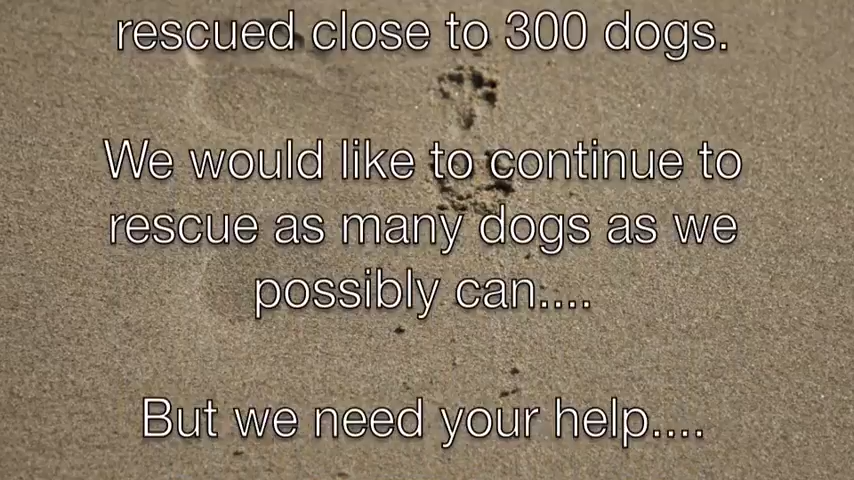 rescued close to 300 dogs.
We would like to continue to
rescue as many dogs as we
possibly can....
But we need your help....